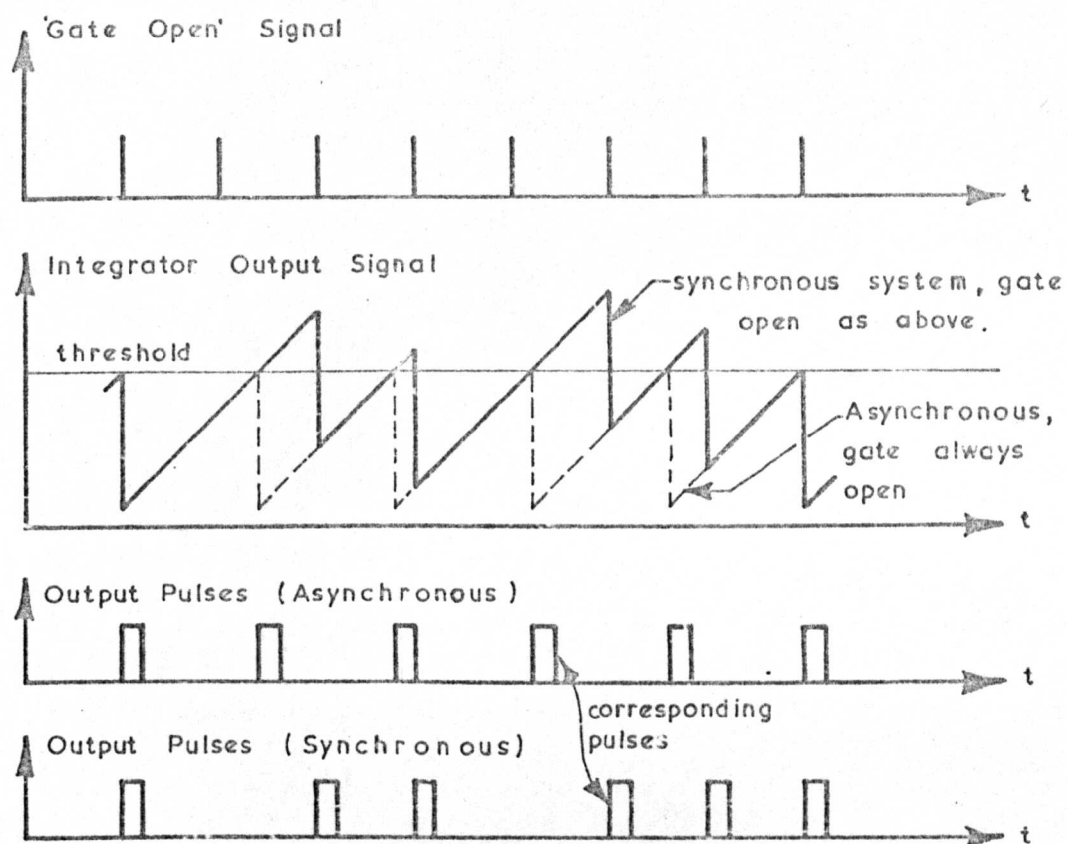 'Gate Open' Signal
t
Integrator Output Signal
synchronous system, gate
open as above.
threshold
Asynchronous,
gate always
open
t
Output Pulses (Asynchronous)
t
corresponding
pulses
Output Pulses (Synchronous)
t